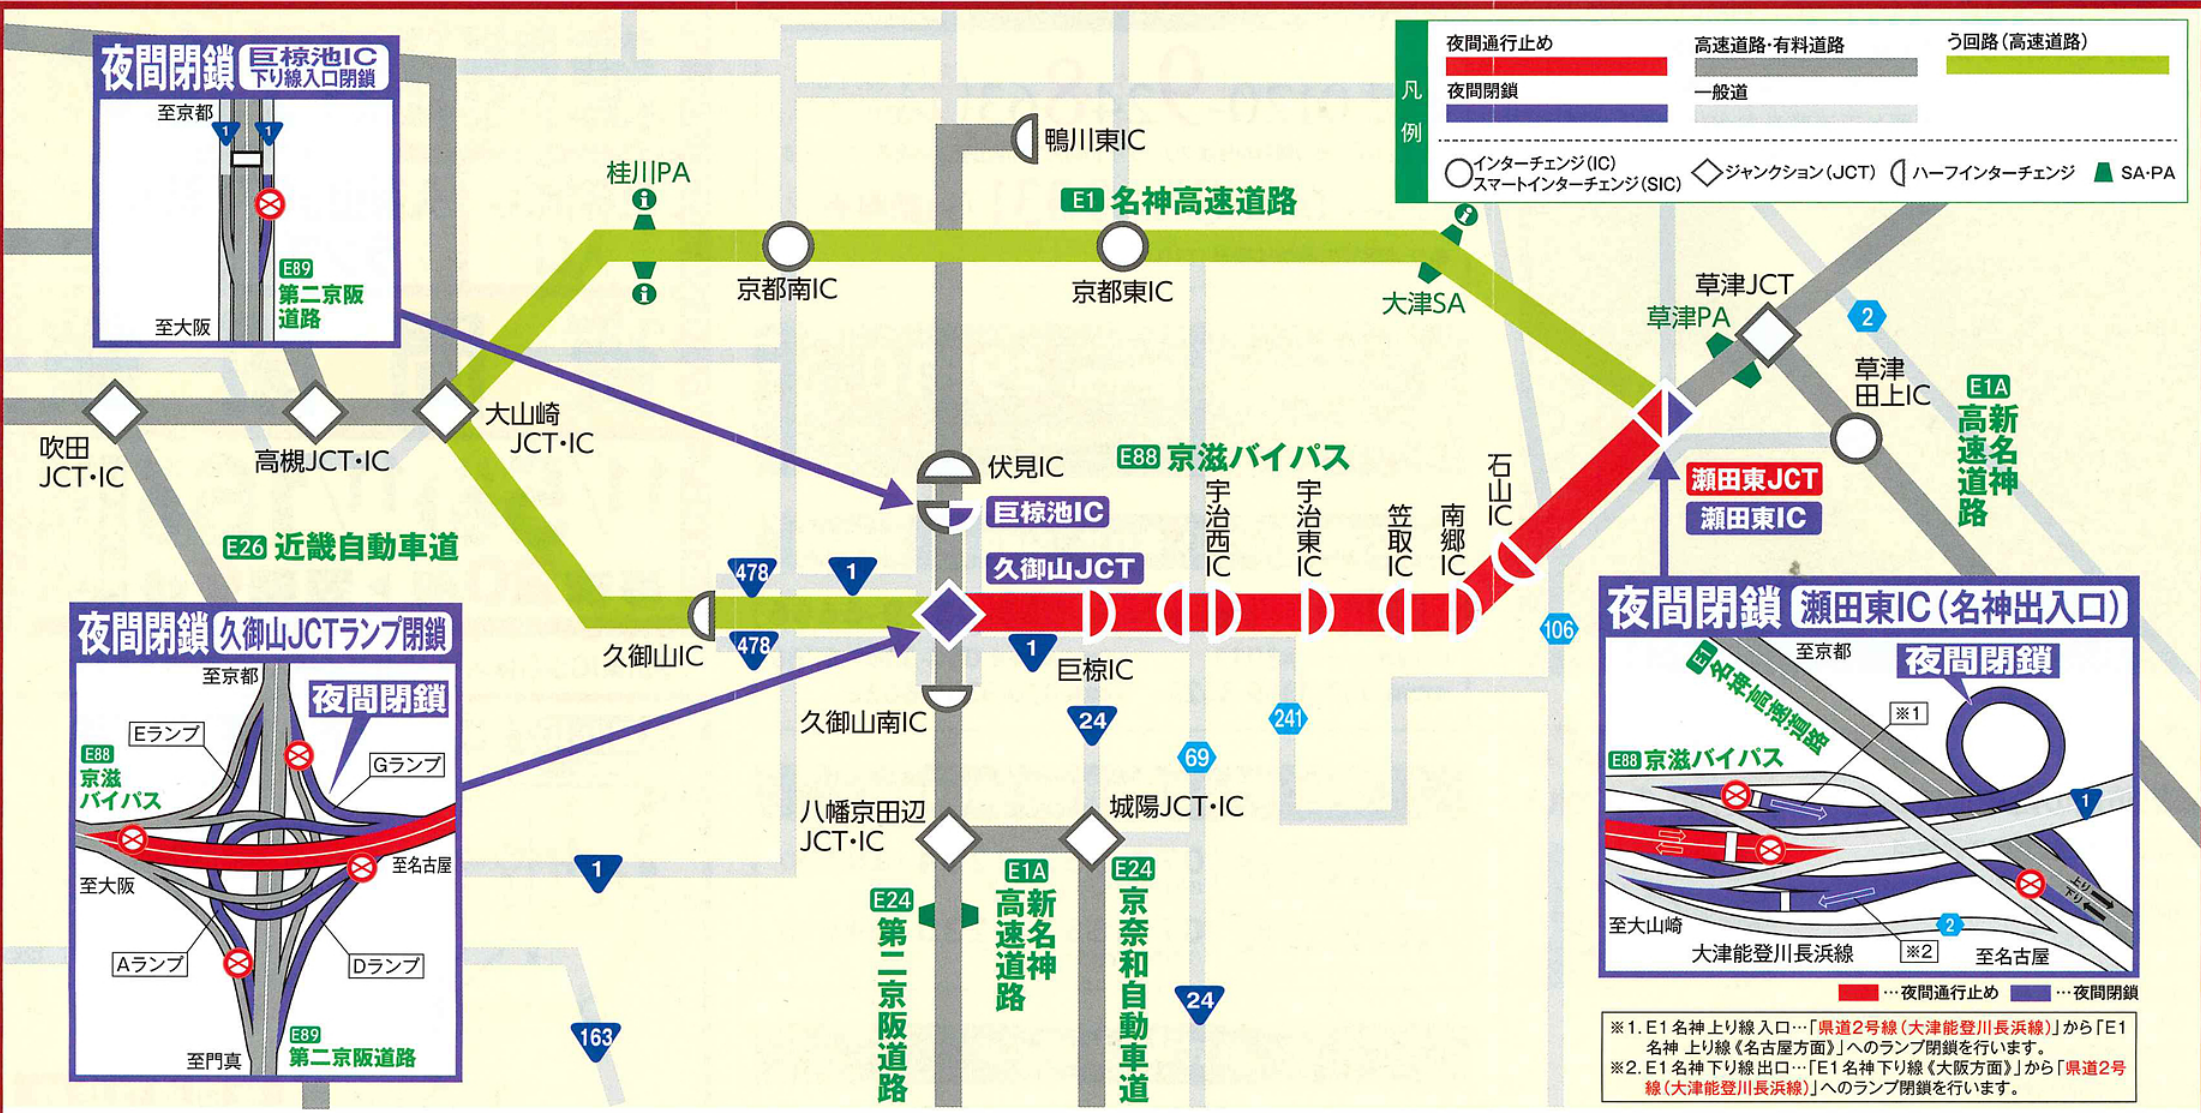 夜間閉鎖
巨椋池IC
下り線入口閉鎖
至京都
1
1
E89
第二京阪
道路
至大阪
凡例
夜間通行止め
高速道路・有料道路
う回路(高速道路)
夜間閉鎖
一般道
インターチェンジ(IC)
スマートインターチェンジ(SIC)
ジャンクション(JCT)
ハーフインターチェンジ
SA・PA
鴨川東IC
桂川PA
E1 名神高速道路
京都南IC
京都東IC
大津SA
草津JCT
草津PA
2
草津
田上IC
E1A
新名神
高速道路
吹田
JCT・IC
高槻JCT・IC
大山崎
JCT・IC
伏見IC
巨椋池IC
久御山JCT
E88 京滋バイパス
宇治西IC
宇治東IC
笠取IC
南郷IC
石山IC
瀬田東JCT
瀬田東IC
E26 近畿自動車道
478
1
478
久御山IC
1
巨椋IC
106
久御山南IC
24
69
241
八幡京田辺
JCT・IC
城陽JCT・IC
E24
第二京阪道路
E1A
新名神
高速道路
E24
京奈和自動車道
1
163
24
夜間閉鎖
久御山JCTランプ閉鎖
至京都
夜間閉鎖
Eランプ
Gランプ
E88
京滋
バイパス
至名古屋
至大阪
Aランプ
Dランプ
至門真
E89
第二京阪道路
夜間閉鎖
瀬田東IC(名神出入口)
至京都
夜間閉鎖
E1
名神高速道路
※1
E88 京滋バイパス
1
上り
下り
至大山崎
2
大津能登川長浜線
※2
至名古屋
…夜間通行止め
…夜間閉鎖
※1. E1 名神上り線入口…「県道2号線(大津能登川長浜線)」から「E1
名神 上り線《名古屋方面》」へのランプ閉鎖を行います。
※2. E1 名神下り線出口…「E1 名神下り線《大阪方面》」から「県道2号
線(大津能登川長浜線)」へのランプ閉鎖を行います。